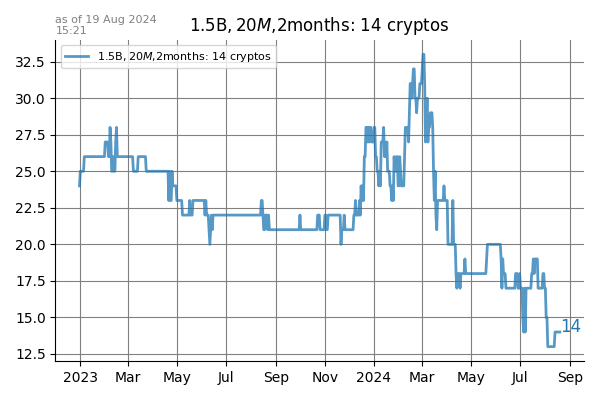 as of 19 Aug 2024
15:21
1.5B, 20M,2months: 14 cryptos
1.5B, 20M,2months: 14 cryptos
32.5
30.0
27.5
25.0
22.5
20.0
17.5
15.0
12.5
14
2023 Mar May Jul Sep Nov 2024 Mar May Jul Sep